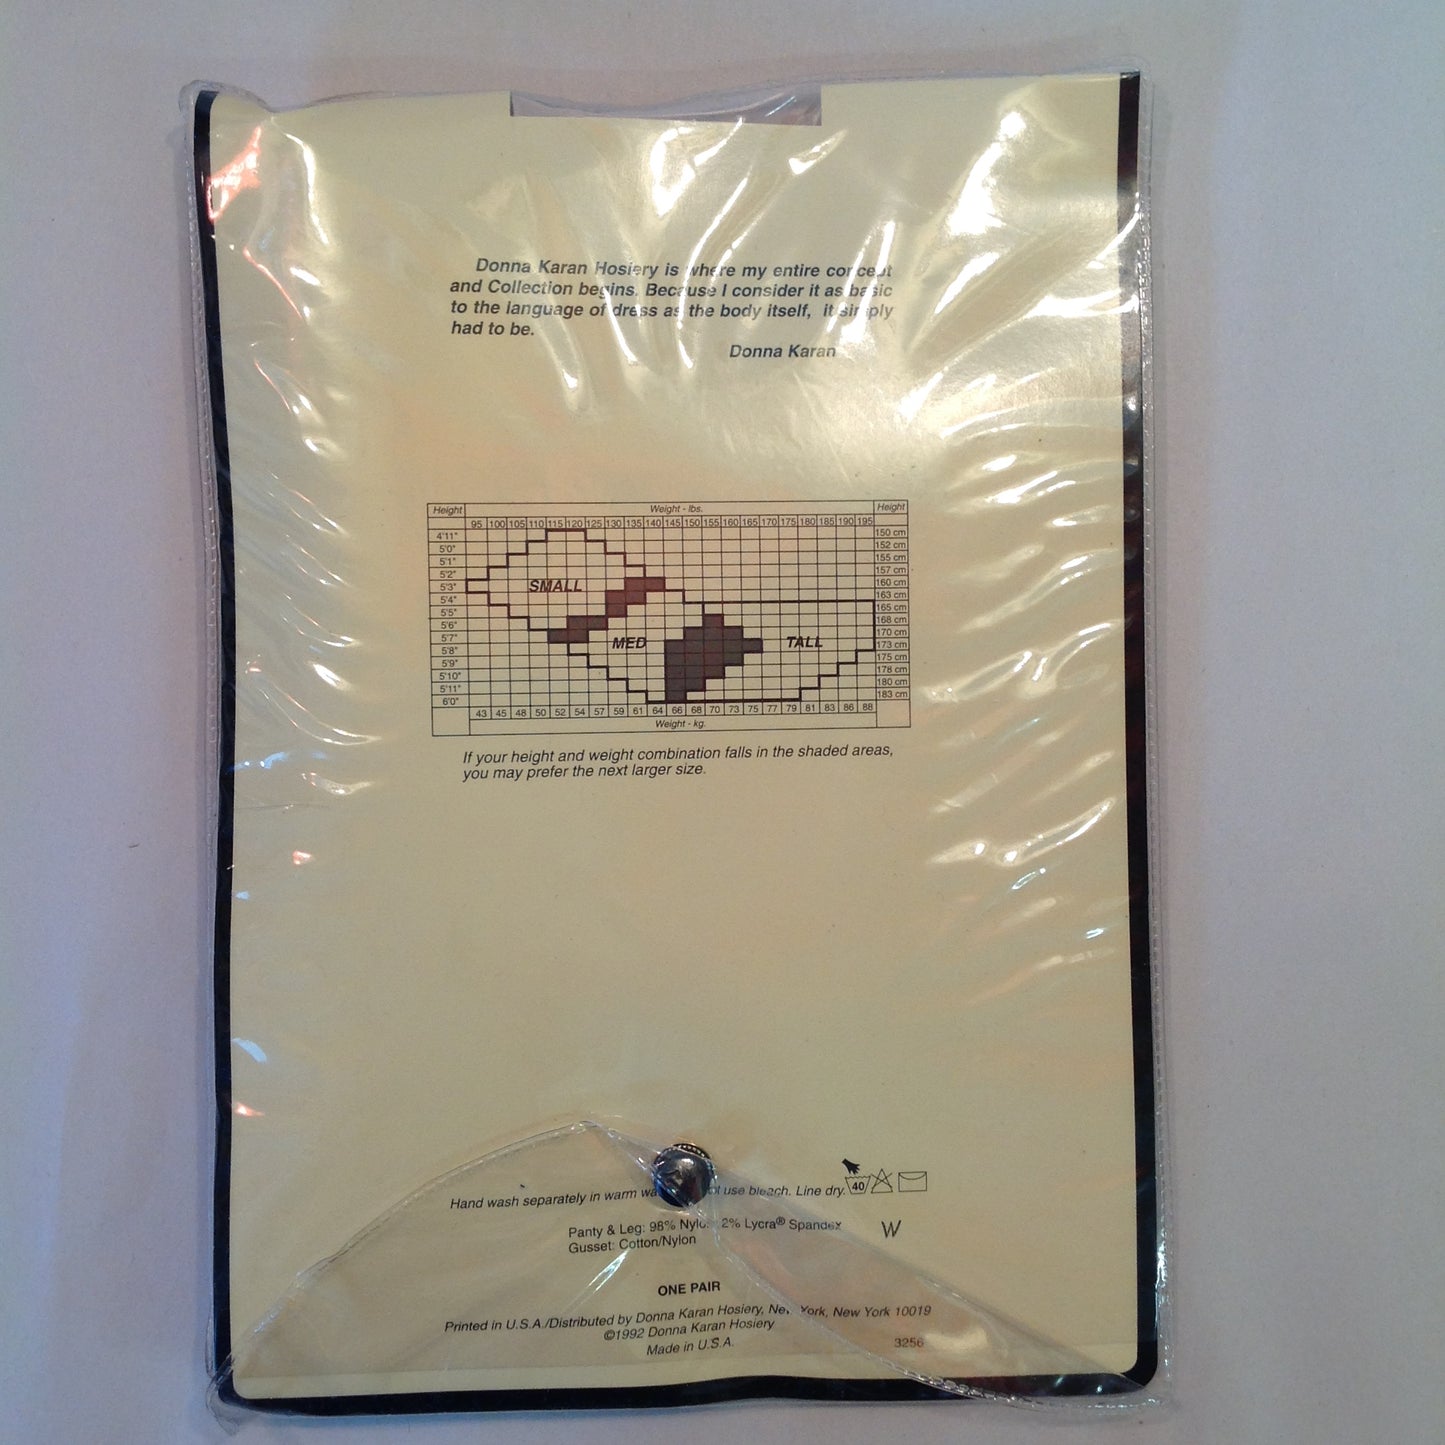 Donna Karan Hosiery is where my entire concept
and Collection begins. Because I consider it as basic
to the language of dress as the body itself, it simply
had to be.
Donna Karan
Height Weight - lbs. Height
95 100 105 110 115 120 125 130 135 140 145 150 155 160 165 170 175 180 185 190 195
4'11" 150 cm
5'0" 152 cm
5'1" 155 cm
5'2" 157 cm
5'3" SMALL 160 cm
5'4" 163 cm
5'5" 165 cm
5'6" 168 cm
5'7" MED TALL 170 cm
5'8" 173 cm
5'9" 175 cm
5'10" 178 cm
5'11" 180 cm
6'0" 183 cm
43 45 48 50 52 54 57 59 61 64 66 68 70 73 75 77 79 81 83 86 88
Weight - kg.
If your height and weight combination falls in the shaded areas,
you may prefer the next larger size.
Hand wash separately in warm use bleach. Line dry. 40
Panty & Leg: 98% 2% Lycra® Spandex W
Gusset: Cotton/Nylon
ONE PAIR
Printed in U.S.A./Distributed by Donna Karan Hosiery, New York, New York 10019
©1992 Donna Karan Hosiery
Made in U.S.A. 3256